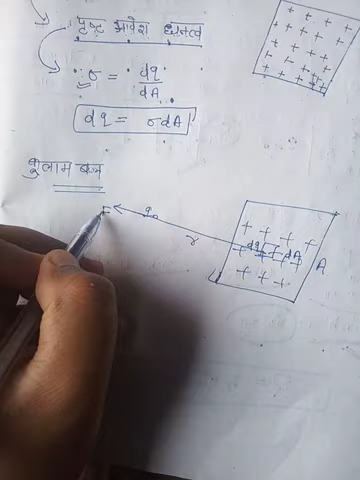 पृष्ट आवेश घनत्व
σ = dq/dA
dq = σdA
कुलाम बल
F
q₀
r
dq
dA
A